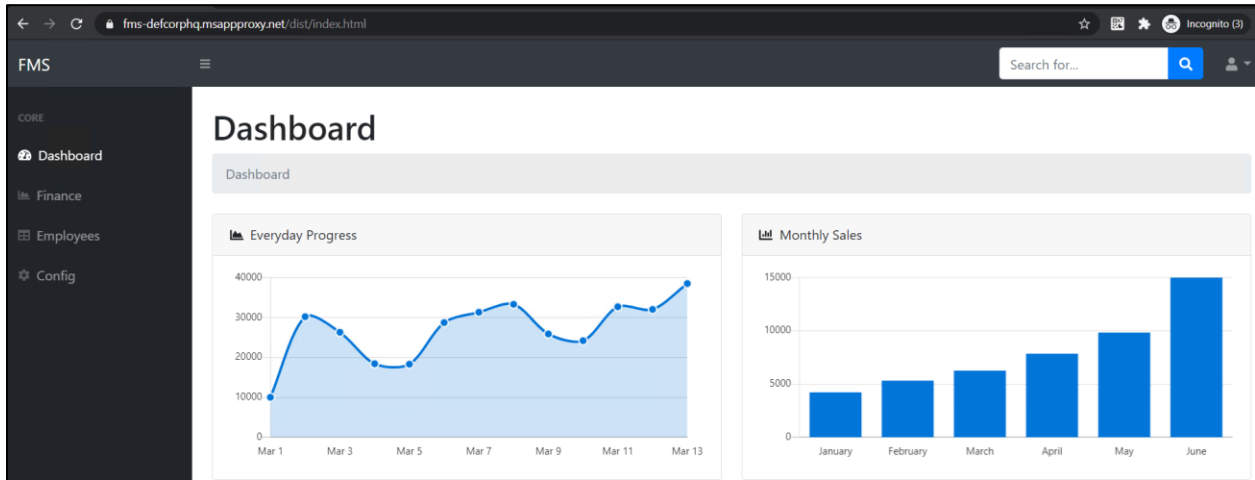 fms-defcorphq.msappproxy.net/dist/index.html
Incognito (3)
FMS
Search for...
CORE
Dashboard
Finance
Employees
Config
Dashboard
Dashboard
Everyday Progress
40000
30000
20000
10000
0
Mar 1 Mar 3 Mar 5 Mar 7 Mar 9 Mar 11 Mar 13
Monthly Sales
15000
10000
5000
0
January February March April May June